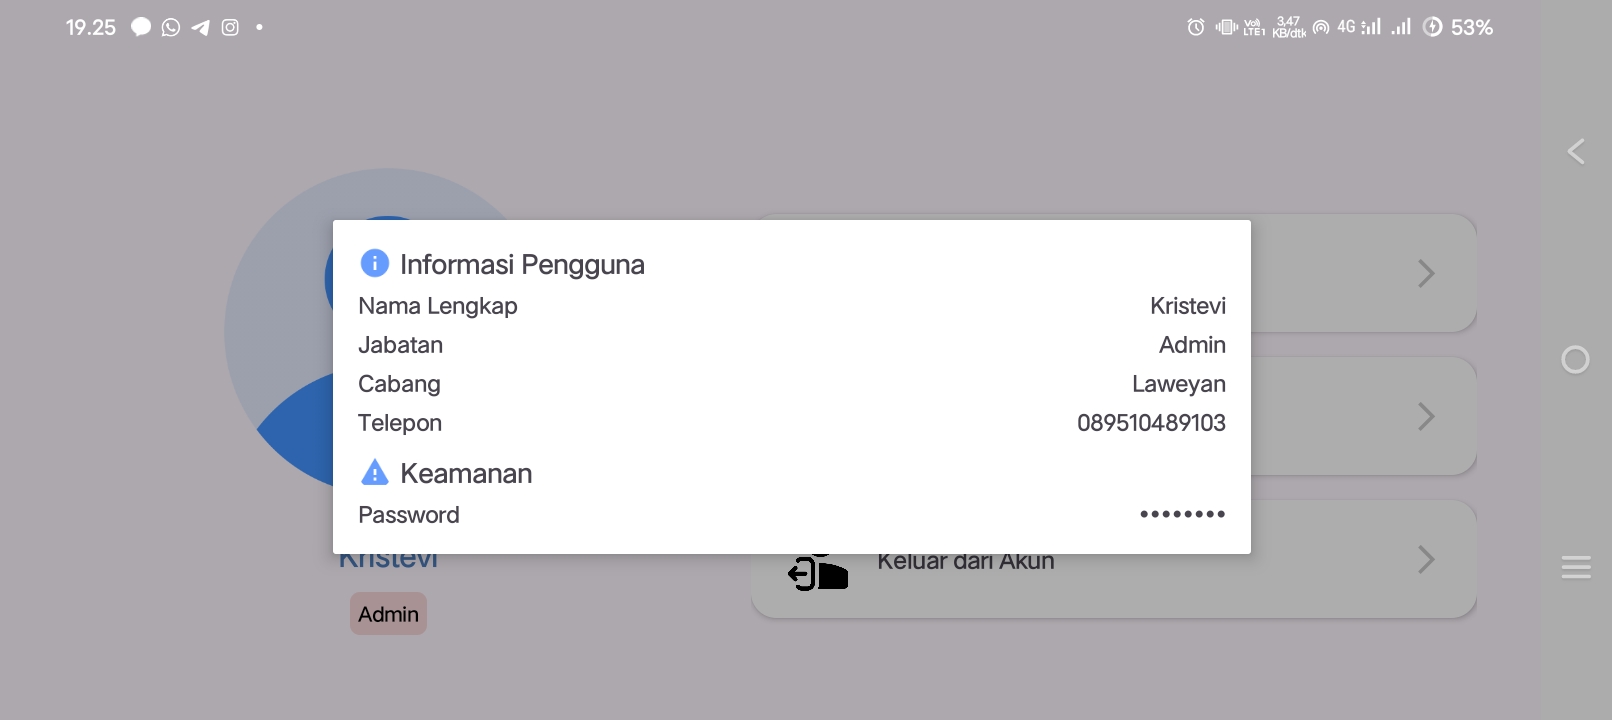 19.25
Vol) LTE1
3,47 KB/dtk
4G
53%
Informasi Pengguna
Nama Lengkap Kristevi
Jabatan Admin
Cabang Laweyan
Telepon 089510489103
Keamanan
Password ••••••••
Kristevi
Admin
Keluar dari Akun